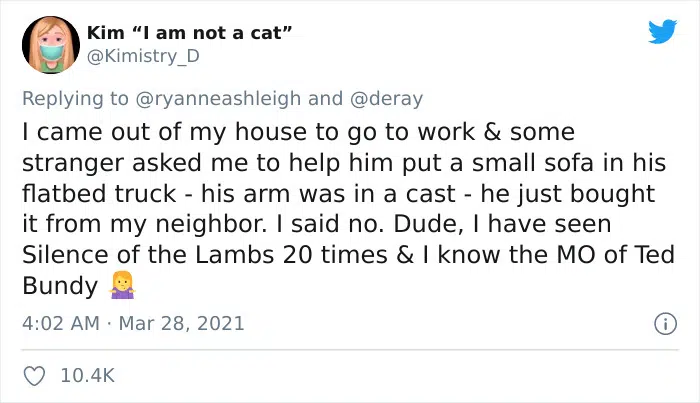 Kim “I am not a cat”
@Kimistry_D
Replying to @ryanneashleigh and @deray
I came out of my house to go to work & some
stranger asked me to help him put a small sofa in his
flatbed truck - his arm was in a cast - he just bought
it from my neighbor. I said no. Dude, I have seen
Silence of the Lambs 20 times & I know the MO of Ted
Bundy 🤷‍♀️
4:02 AM · Mar 28, 2021
10.4K